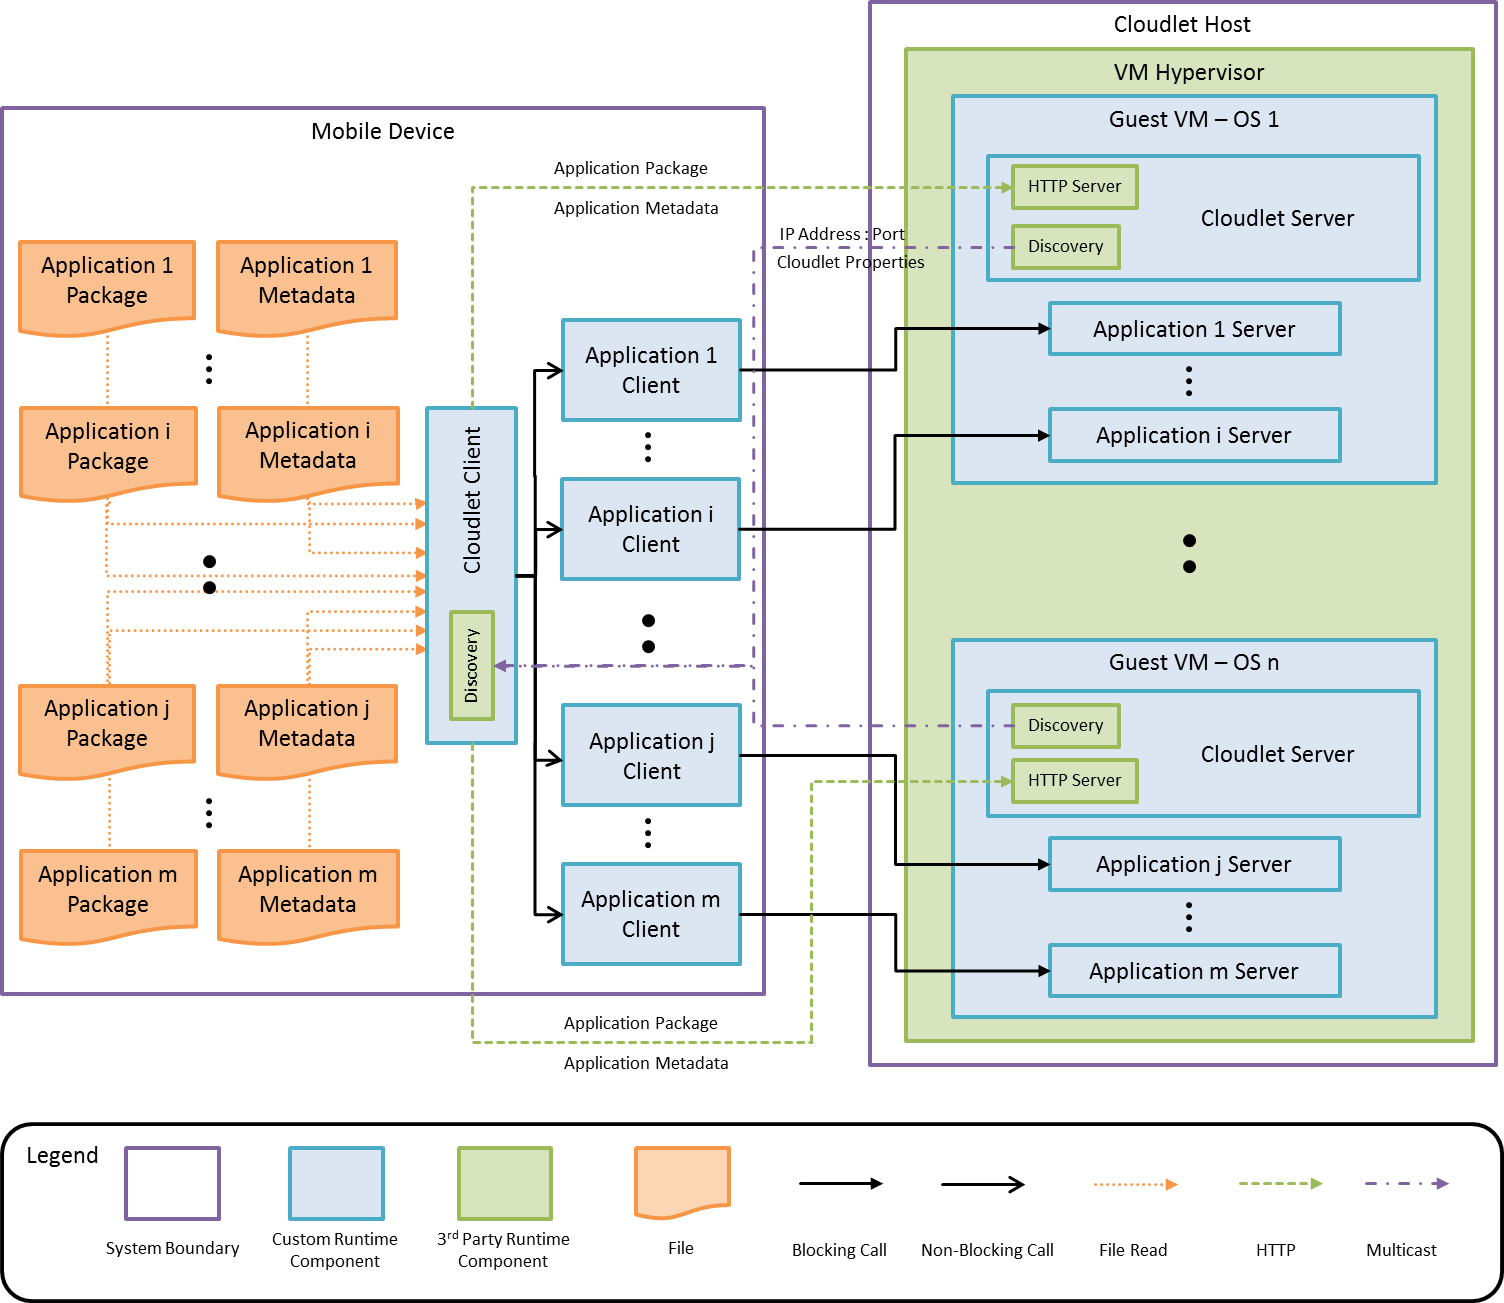 Cloudlet Host
VM Hypervisor
Guest VM – OS 1
Mobile Device
Application Package
HTTP Server
Application Metadata
Cloudlet Server
IP Address : Port
Discovery
Cloudlet Properties
Application 1
Package
Application 1
Metadata
Application 1 Server
Application 1
Client
Application i
Package
Application i
Metadata
Application i Server
Cloudlet Client
Application i
Client
Discovery
Guest VM – OS n
Application j
Package
Application j
Metadata
Application j
Client
Discovery
Cloudlet Server
HTTP Server
Application j Server
Application m
Package
Application m
Metadata
Application m
Client
Application m Server
Application Package
Application Metadata
Legend
System Boundary
Custom Runtime
Component
3rd Party Runtime
Component
File
Blocking Call
Non-Blocking Call
File Read
HTTP
Multicast